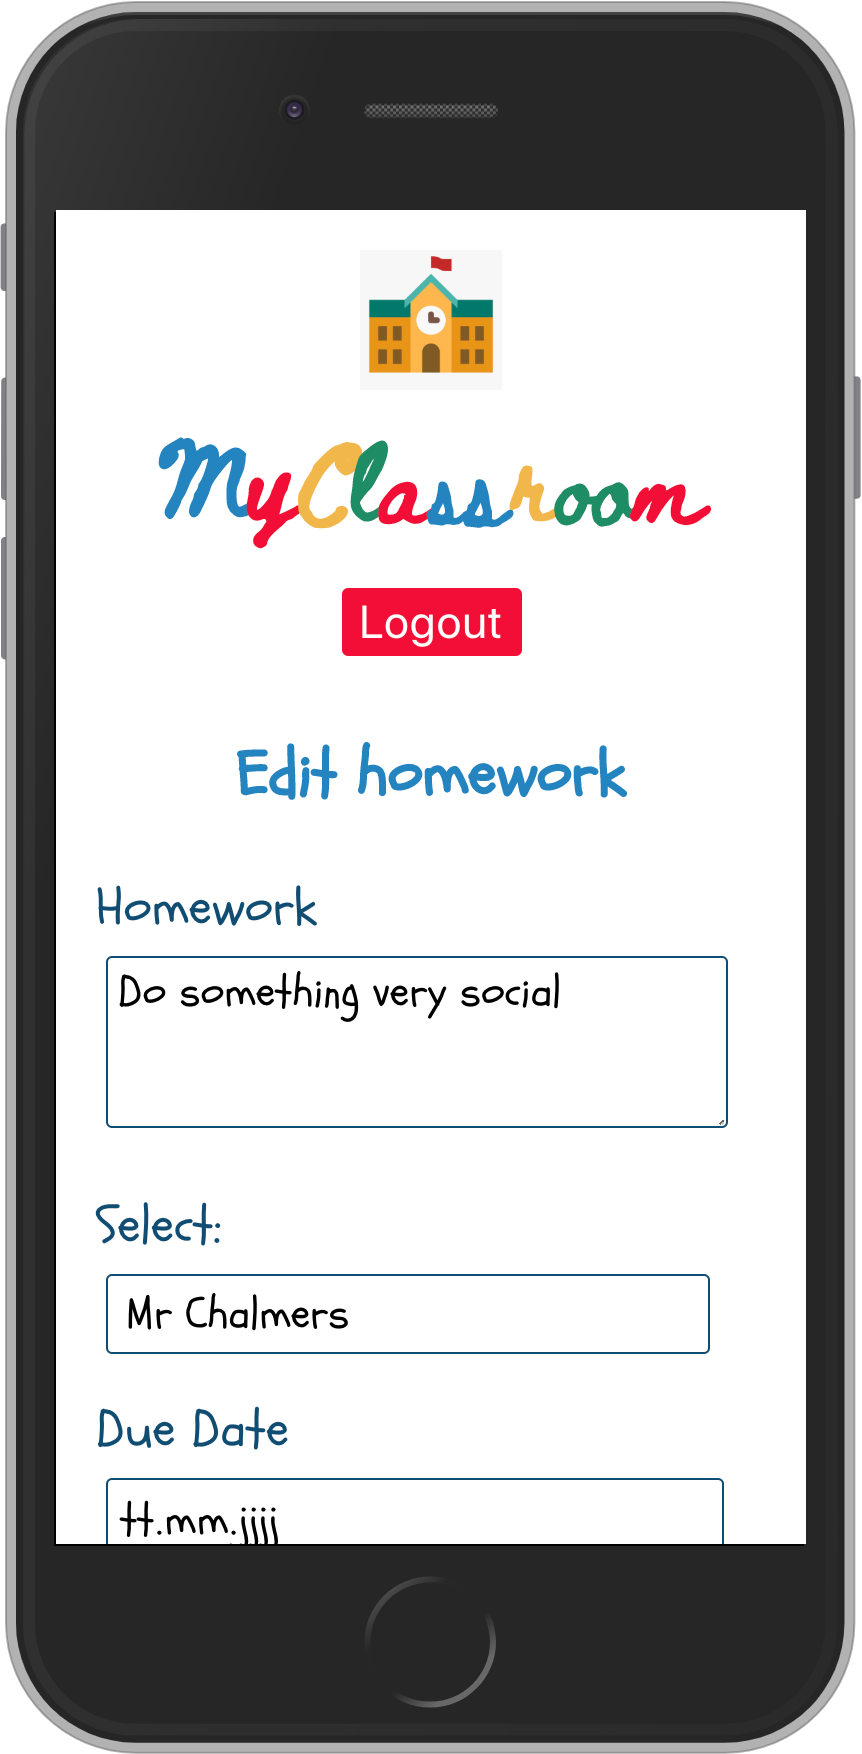 MyClassroom
Logout
Edit homework
Homework
Do something very social
Select:
Mr Chalmers
Due Date
tt.mm.jjjj